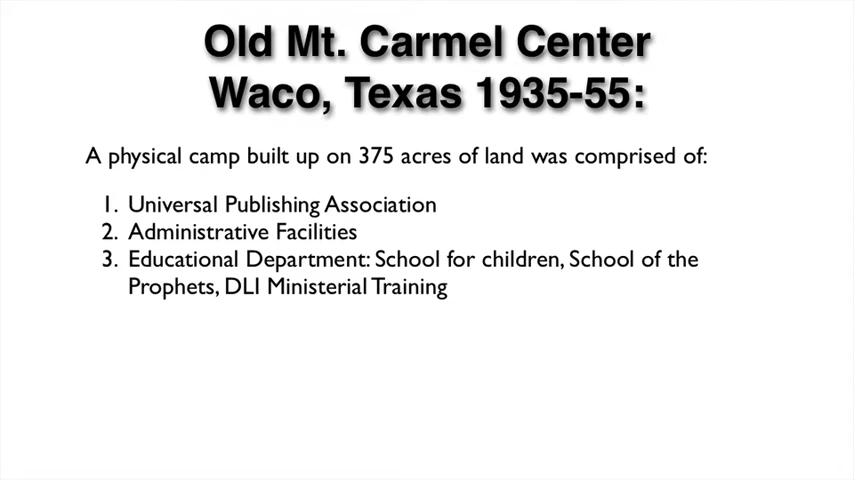 Old Mt. Carmel Center
Waco, Texas 1935-55:
A physical camp built up on 375 acres of land was comprised of:
1. Universal Publishing Association
2. Administrative Facilities
3. Educational Department: School for children, School of the
Prophets, DLI Ministerial Training